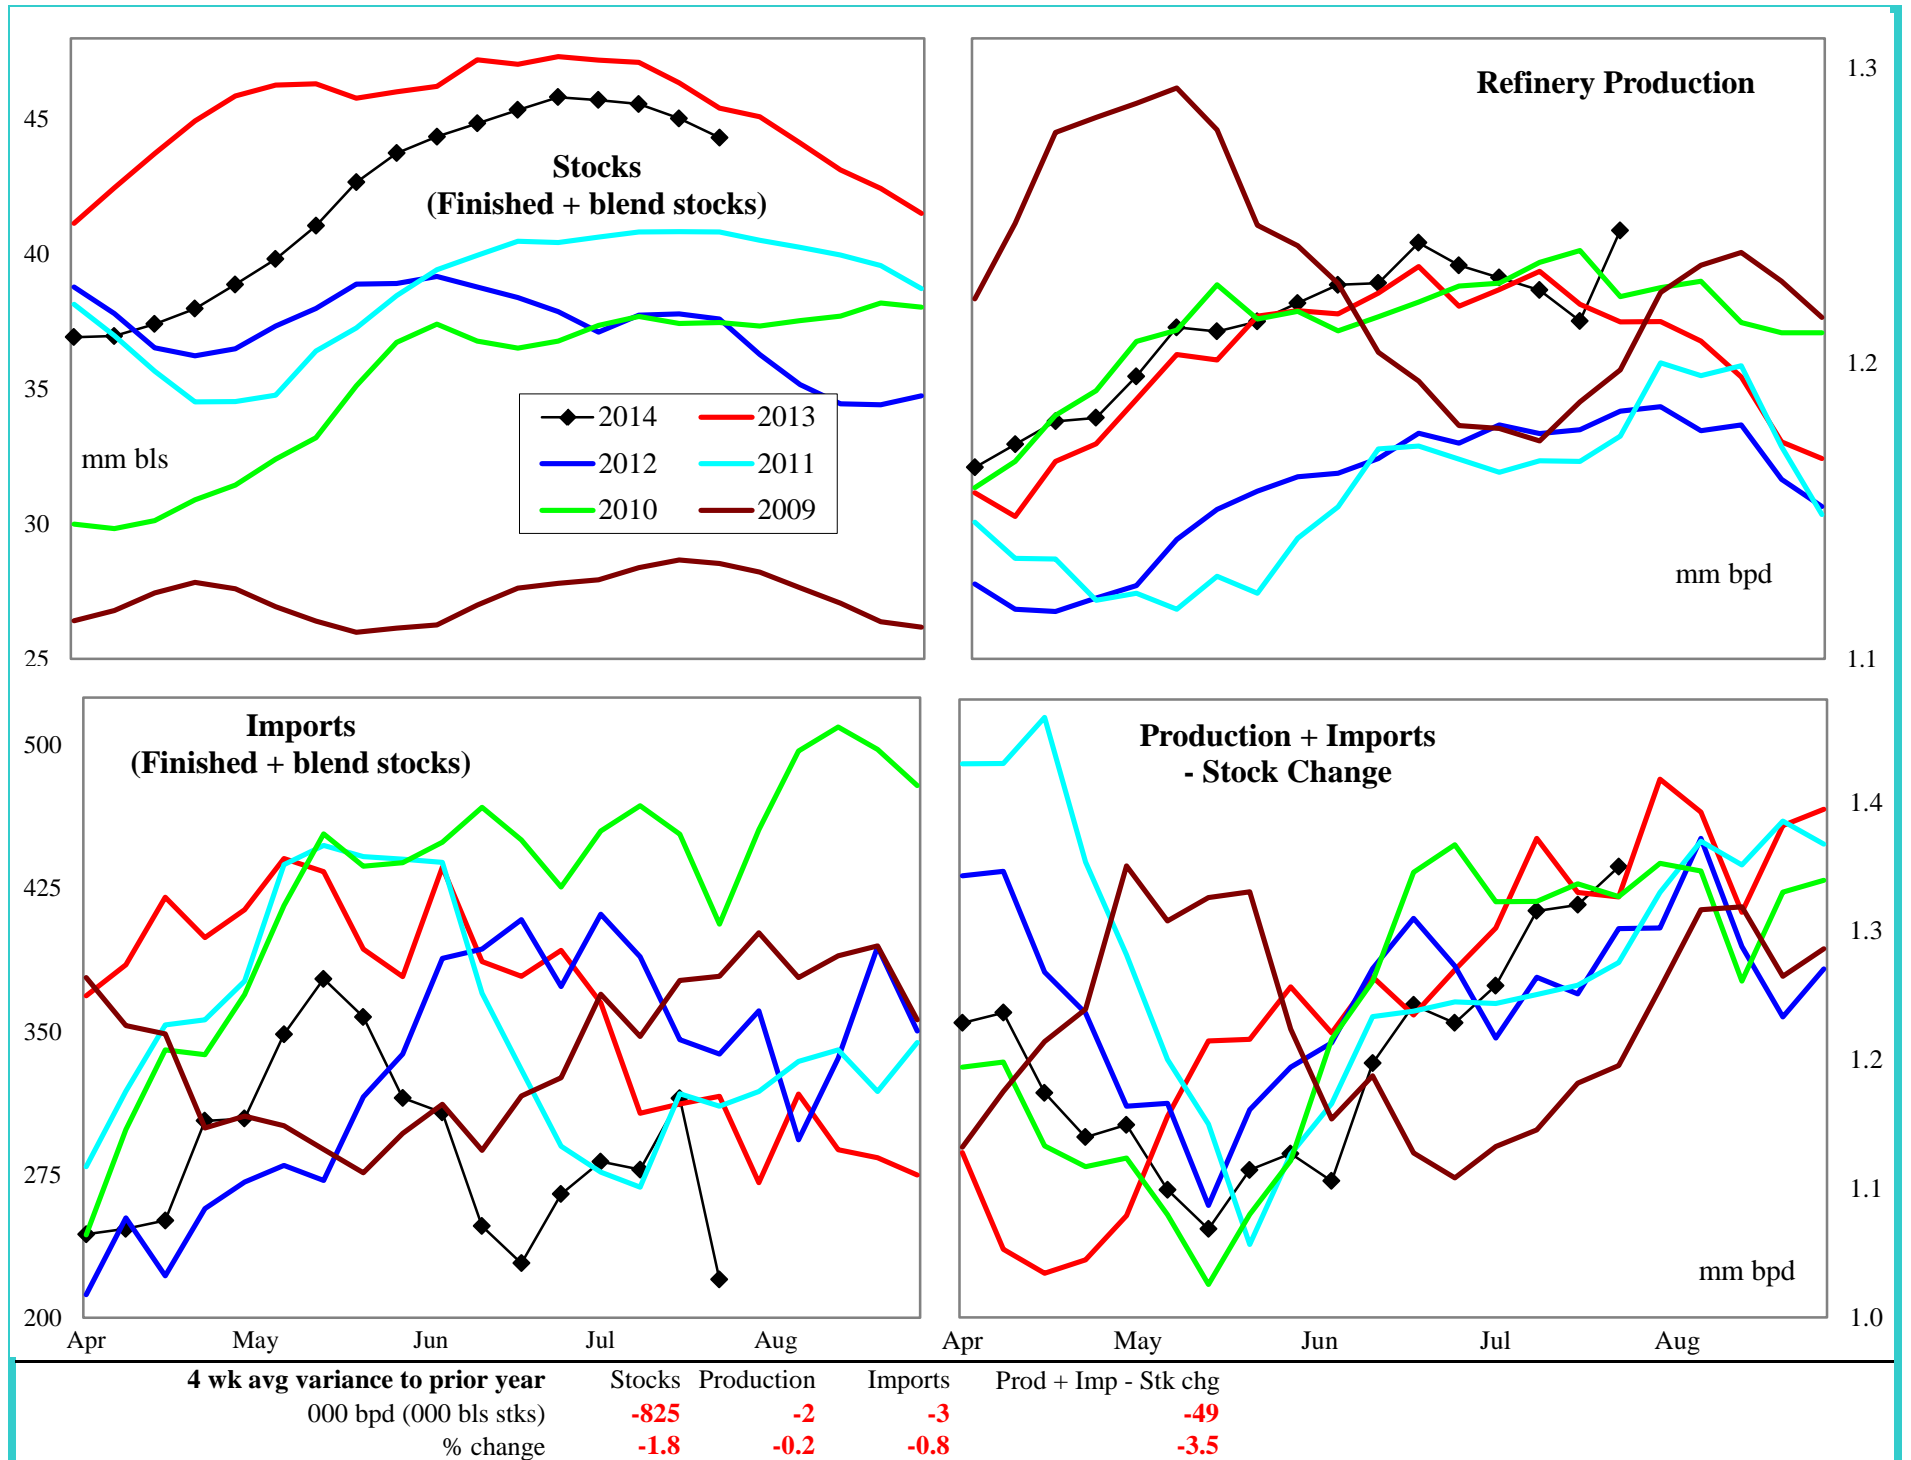 45
40
35
30
25
Stocks
(Finished + blend stocks)
mm bls
2014
2013
2012
2011
2010
2009
Refinery Production
mm bpd
1.3
1.2
1.1
Imports
(Finished + blend stocks)
500
425
350
275
200
Apr May Jun Jul Aug
Production + Imports
- Stock Change
mm bpd
1.4
1.3
1.2
1.1
1.0
Apr May Jun Jul Aug
4 wk avg variance to prior year Stocks Production Imports Prod + Imp - Stk chg
000 bpd (000 bls stks) -825 -2 -3 -49
% change -1.8 -0.2 -0.8 -3.5